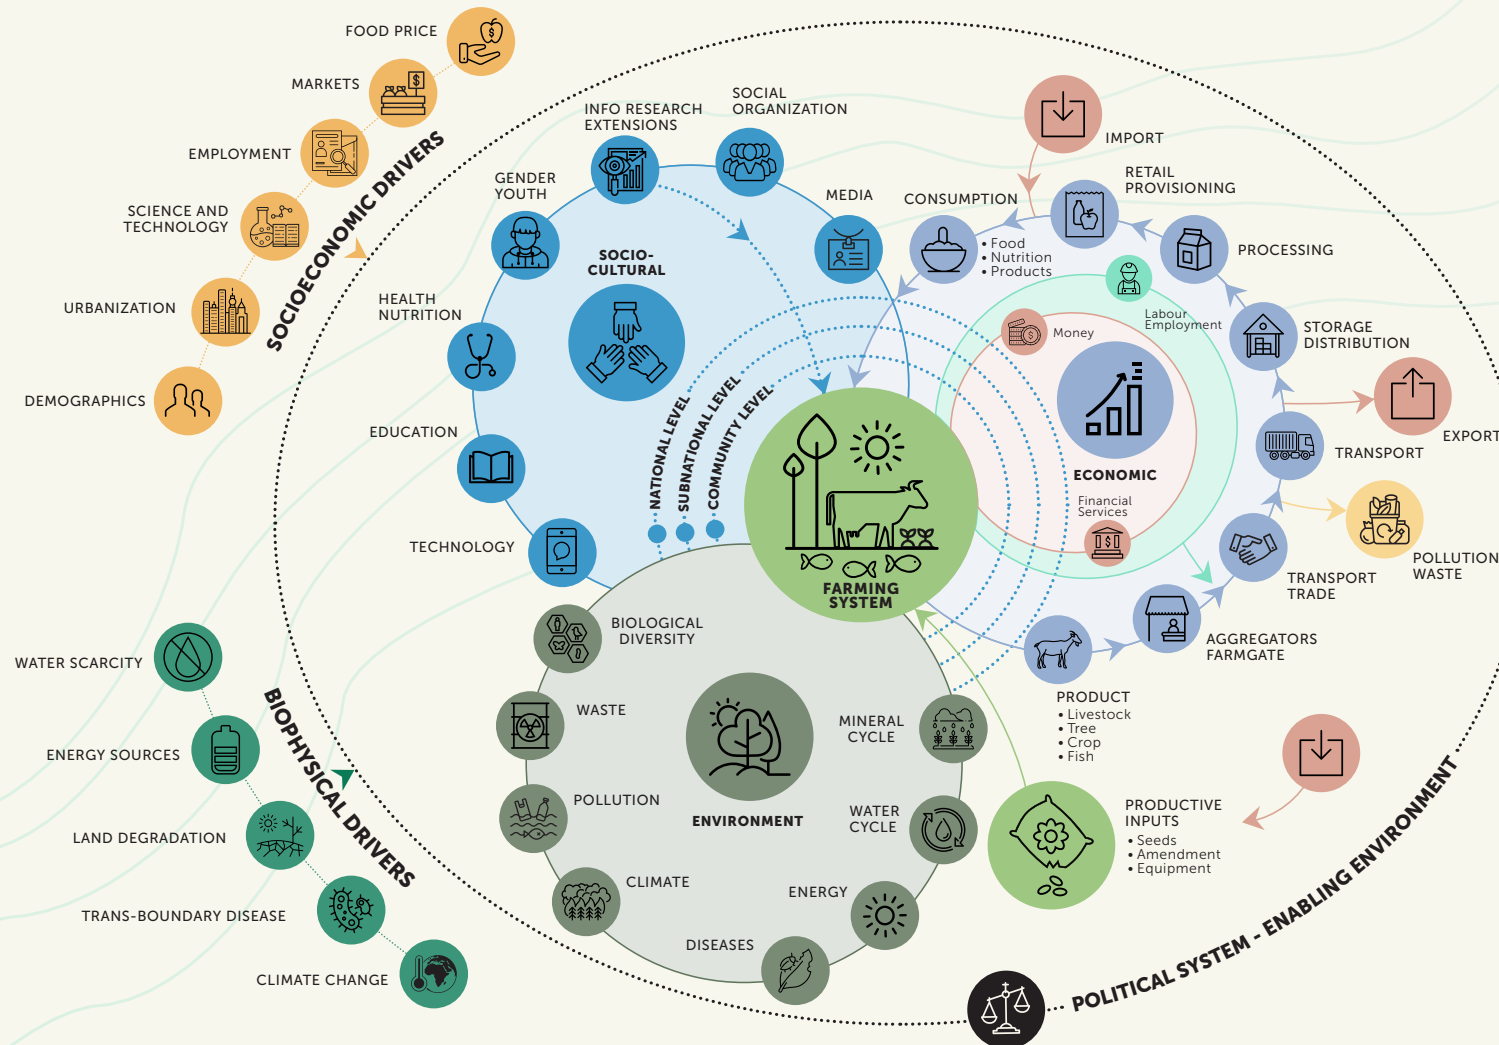 FOOD PRICE
MARKETS
EMPLOYMENT
SCIENCE AND
TECHNOLOGY
URBANIZATION
DEMOGRAPHICS
SOCIOECONOMIC DRIVERS
INFO RESEARCH
EXTENSIONS
SOCIAL
ORGANIZATION
GENDER
YOUTH
MEDIA
HEALTH
NUTRITION
EDUCATION
TECHNOLOGY
SOCIO-
CULTURAL
NATIONAL LEVEL
SUBNATIONAL LEVEL
COMMUNITY LEVEL
IMPORT
RETAIL
PROVISIONING
CONSUMPTION
• Food
• Nutrition
• Products
PROCESSING
Labour
Employment
Money
STORAGE
DISTRIBUTION
EXPORT
TRANSPORT
ECONOMIC
Financial
Services
POLLUTION
WASTE
TRANSPORT
TRADE
AGGREGATORS
FARMGATE
PRODUCT
• Livestock
• Tree
• Crop
• Fish
FARMING
SYSTEM
BIOLOGICAL
DIVERSITY
WASTE
POLLUTION
CLIMATE
DISEASES
ENERGY
WATER
CYCLE
MINERAL
CYCLE
ENVIRONMENT
PRODUCTIVE
INPUTS
• Seeds
• Amendment
• Equipment
WATER SCARCITY
ENERGY SOURCES
LAND DEGRADATION
TRANS-BOUNDARY DISEASE
CLIMATE CHANGE
BIOPHYSICAL DRIVERS
POLITICAL SYSTEM - ENABLING ENVIRONMENT